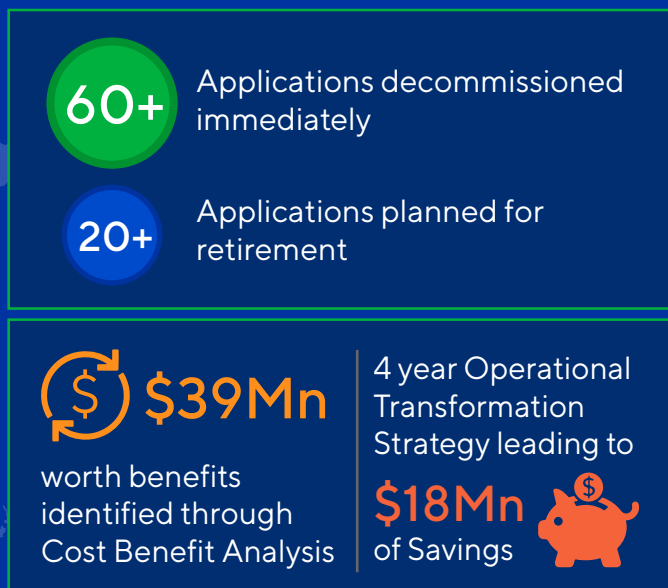 60+
Applications decommissioned
immediately
20+
Applications planned for
retirement
$ $39Mn
worth benefits
identified through
Cost Benefit Analysis
4 year Operational
Transformation
Strategy leading to
$18Mn $
of Savings